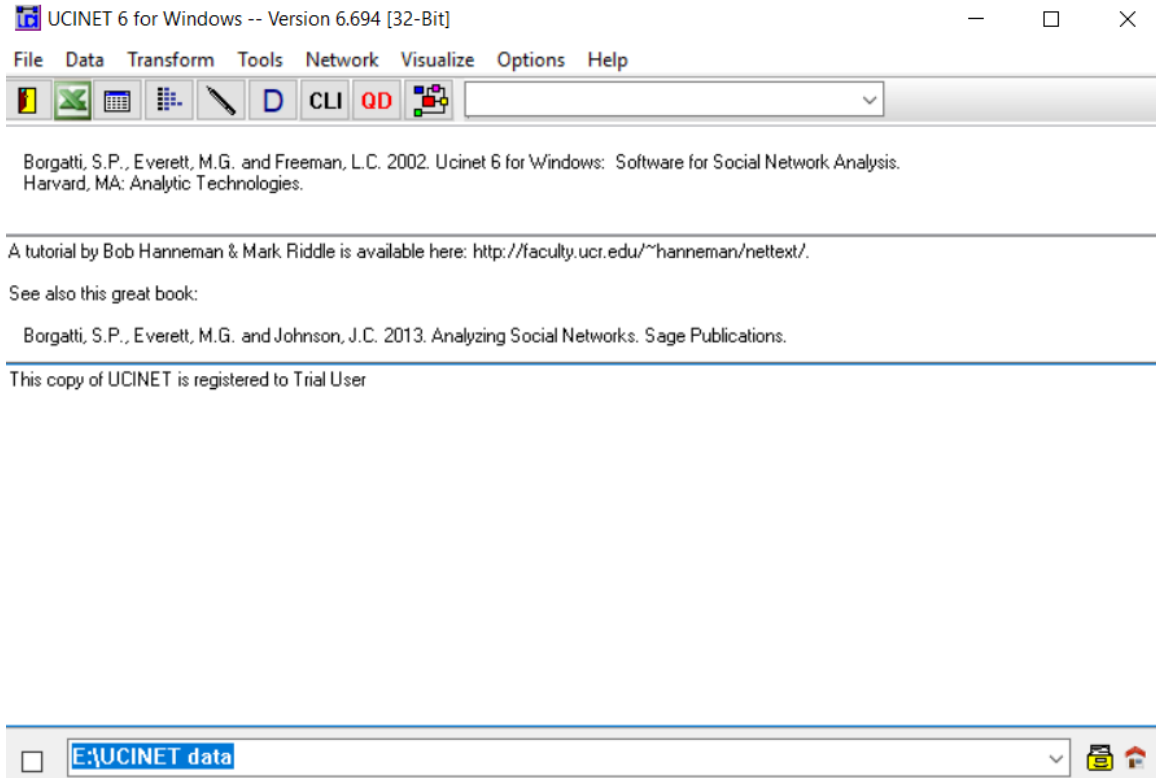 UCINET 6 for Windows -- Version 6.694 [32-Bit]
File Data Transform Tools Network Visualize Options Help
D CLI QD
Borgatti, S.P., Everett, M.G. and Freeman, L.C. 2002. Ucinet 6 for Windows: Software for Social Network Analysis.
Harvard, MA: Analytic Technologies.
A tutorial by Bob Hanneman & Mark Riddle is available here: http://faculty.ucr.edu/~hanneman/nettext/.
See also this great book:
Borgatti, S.P., Everett, M.G. and Johnson, J.C. 2013. Analyzing Social Networks. Sage Publications.
This copy of UCINET is registered to Trial User
E:\UCINET data